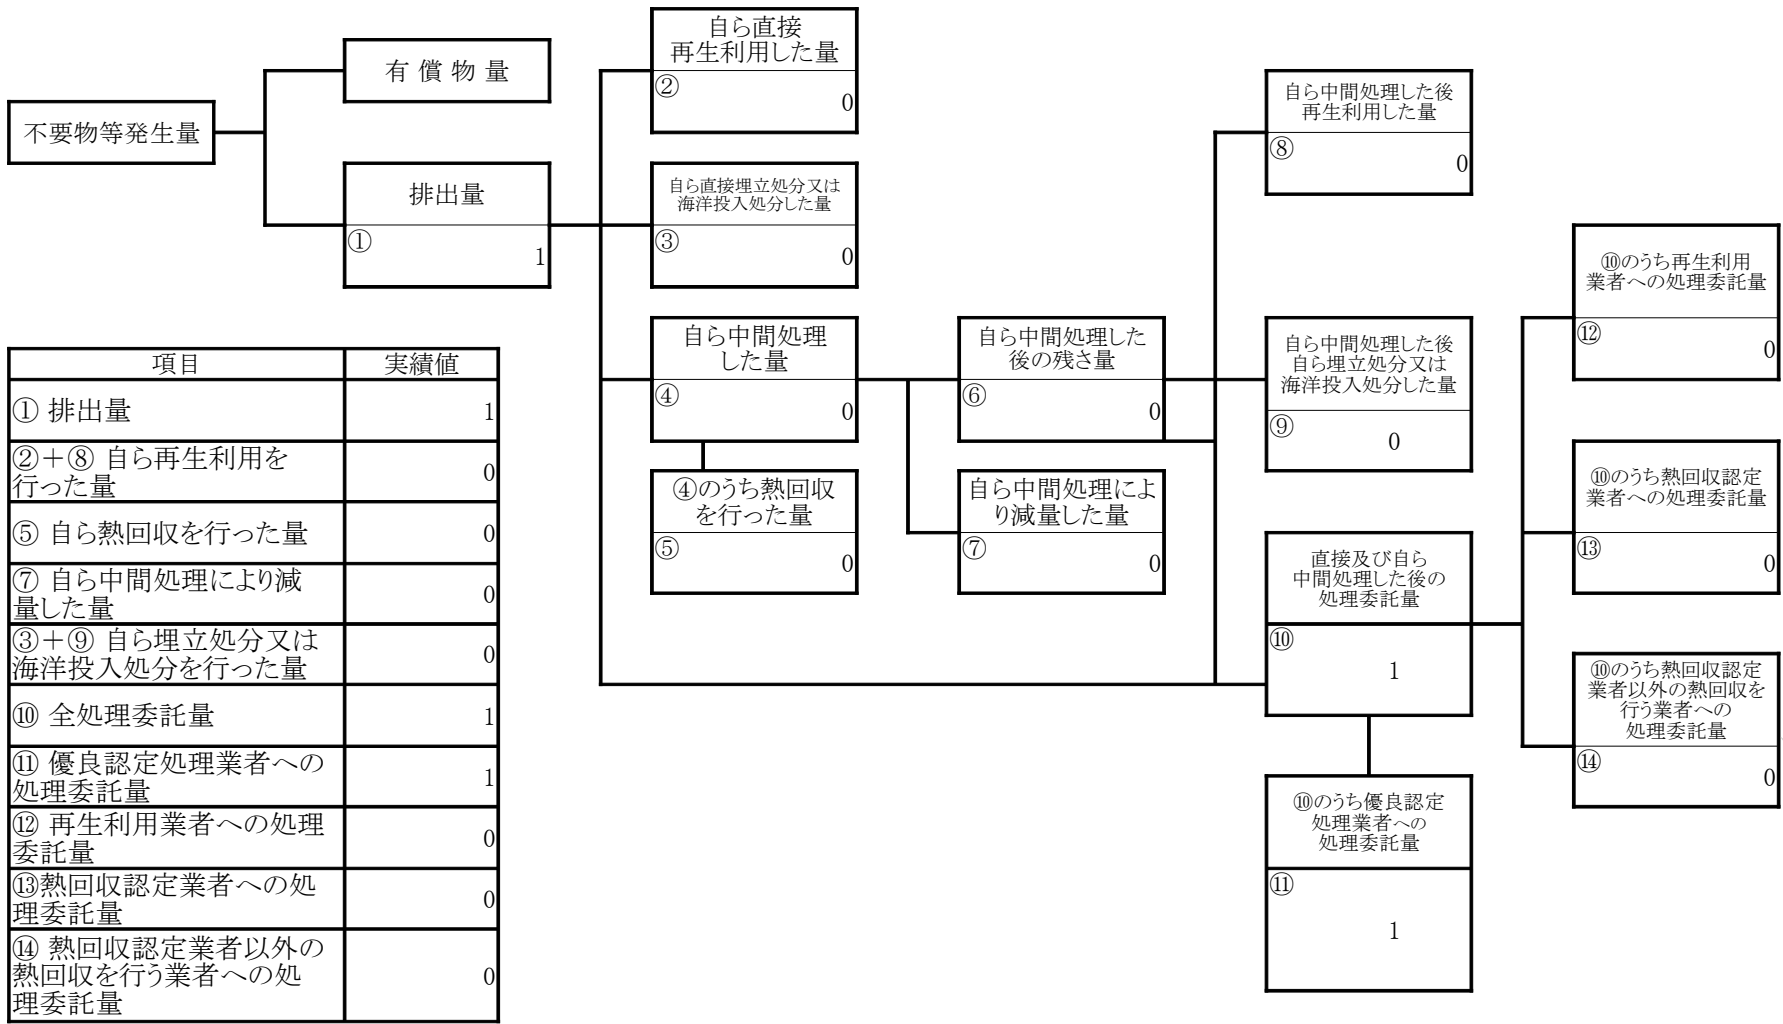 不要物等発生量
有 償 物 量
排出量
①
1
自ら直接
再生利用した量
②
0
自ら直接埋立処分又は
海洋投入処分した量
③
0
自ら中間処理
した量
④
0
④のうち熱回収
を行った量
⑤
0
自ら中間処理した
後の残さ量
⑥
0
自ら中間処理によ
り減量した量
⑦
0
自ら中間処理した後
再生利用した量
⑧
0
自ら中間処理した後
自ら埋立処分又は
海洋投入処分した量
⑨
0
直接及び自ら
中間処理した後の
処理委託量
⑩
1
⑩のうち優良認定
処理業者への
処理委託量
⑪
1
⑩のうち再生利用
業者への処理委託量
⑫
0
⑩のうち熱回収認定
業者への処理委託量
⑬
0
⑩のうち熱回収認定
業者以外の熱回収を
行う業者への
処理委託量
⑭
0
項目 実績値
① 排出量 1
②＋⑧ 自ら再生利用を
行った量 0
⑤ 自ら熱回収を行った量 0
⑦ 自ら中間処理により減
量した量 0
③＋⑨ 自ら埋立処分又は
海洋投入処分を行った量 0
⑩ 全処理委託量 1
⑪ 優良認定処理業者への
処理委託量 1
⑫ 再生利用業者への処理
委託量 0
⑬熱回収認定業者への処
理委託量 0
⑭ 熱回収認定業者以外の
熱回収を行う業者への処
理委託量 0